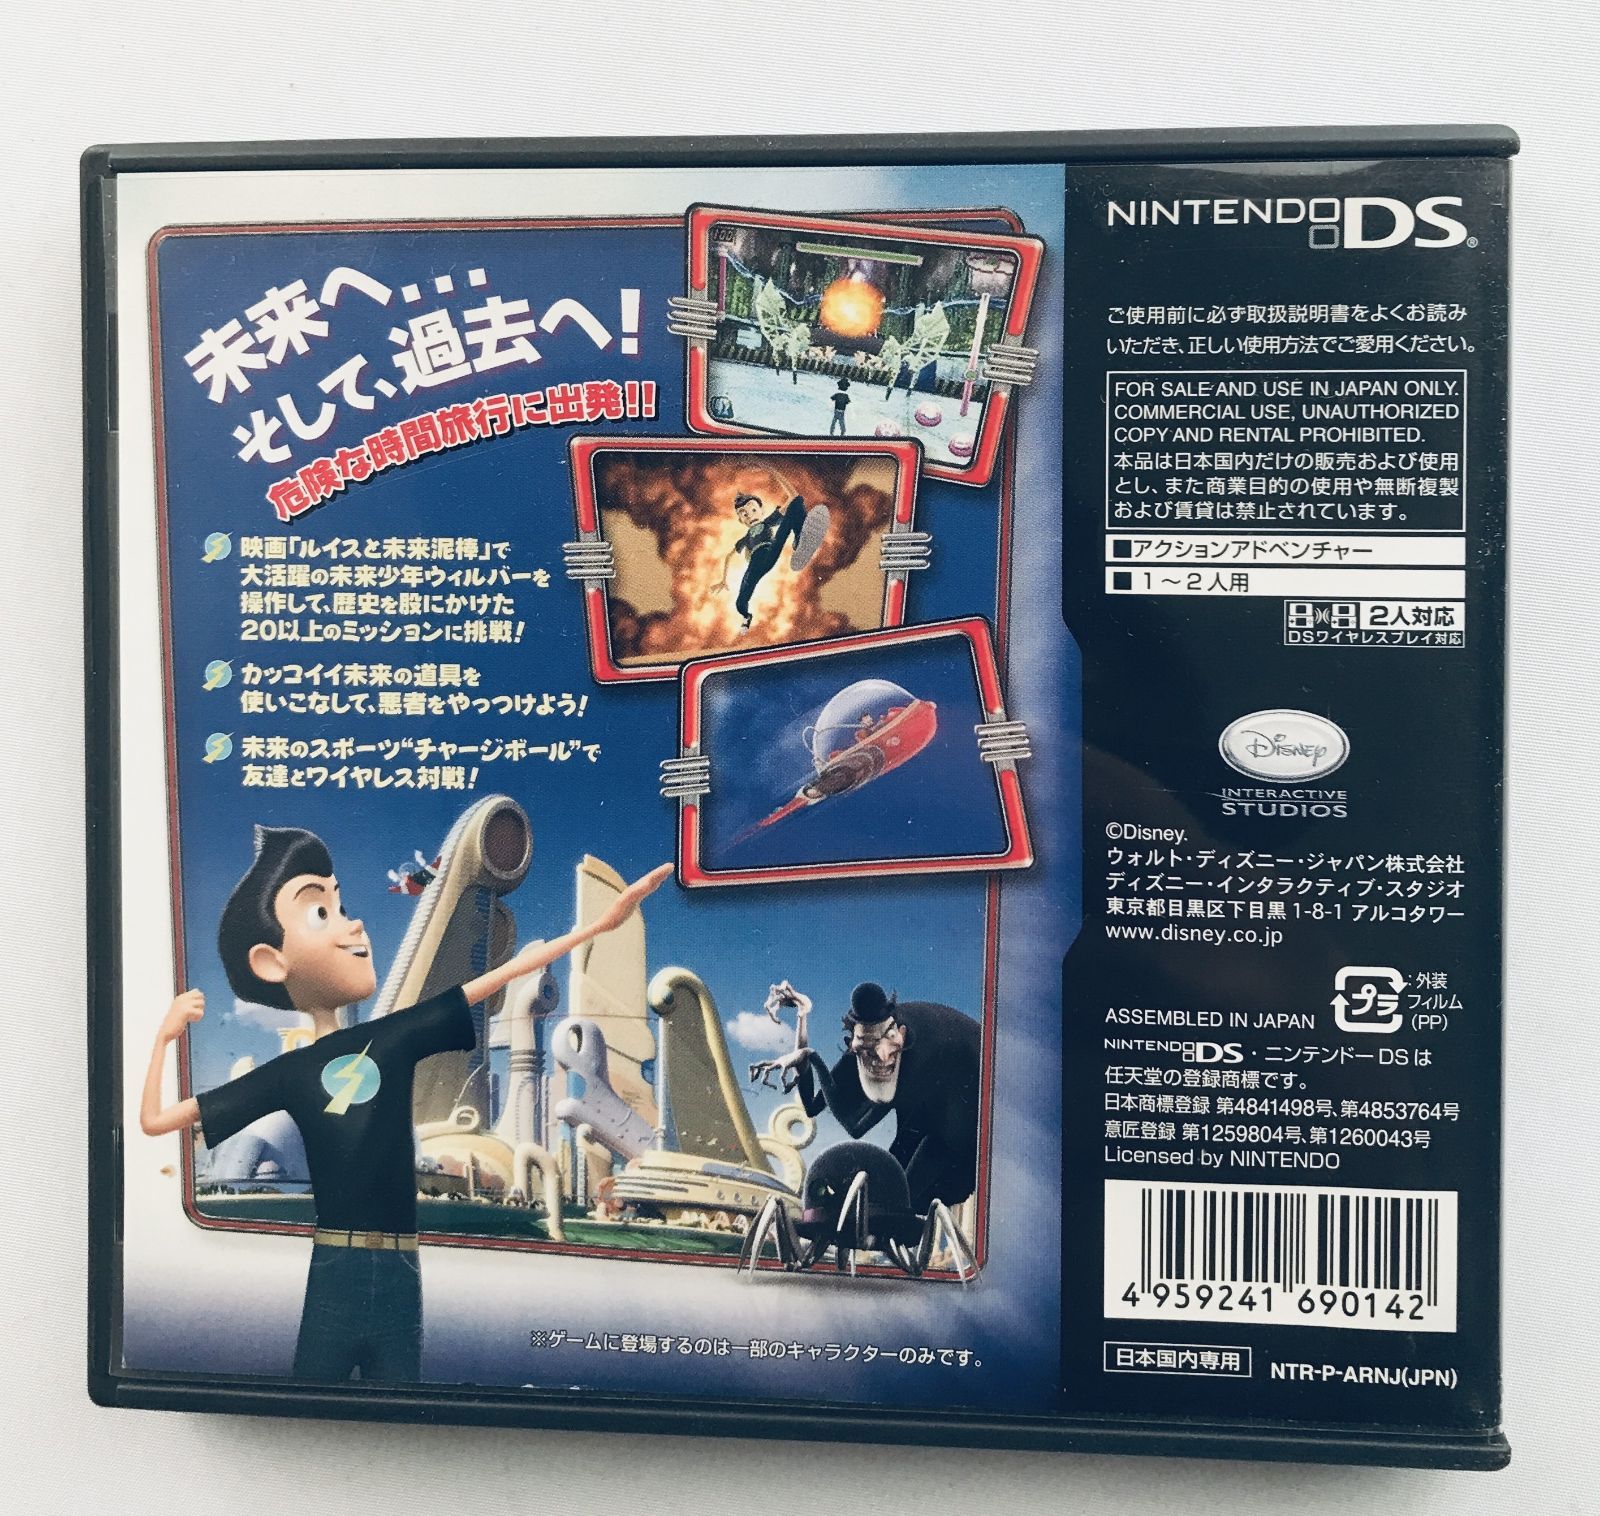 未来へ...
そして、過去へ!
危険な時間旅行に出発!!
映画「ルイスと未来泥棒」で
大活躍の未来少年ウィルバーを
操作して、歴史を股にかけた
20以上のミッションに挑戦!
カッコイイ未来の道具を
使いこなして、悪者をやっつけよう!
未来のスポーツ“チャージボール”で
友達とワイヤレス対戦!
※ゲームに登場するのは一部のキャラクターのみです。
NINTENDO DS®
ご使用前に必ず取扱説明書をよくお読み
いただき、正しい使用方法でご愛用ください。
FOR SALE AND USE IN JAPAN ONLY.
COMMERCIAL USE, UNAUTHORIZED
COPY AND RENTAL PROHIBITED.
本品は日本国内だけの販売および使用
とし、また商業目的の使用や無断複製
および賃貸は禁止されています。
■アクションアドベンチャー
■1～2人用
2人対応
DSワイヤレスプレイ対応
Disney
INTERACTIVE
STUDIOS
©Disney.
ウォルト・ディズニー・ジャパン株式会社
ディズニー・インタラクティブ・スタジオ
東京都目黒区下目黒1-8-1 アルコタワー
www.disney.co.jp
プラ
:外装
フィルム
(PP)
ASSEMBLED IN JAPAN
NINTENDO DS・ニンテンドーDSは
任天堂の登録商標です。
日本商標登録 第4841498号、第4853764号
意匠登録 第1259804号、第1260043号
Licensed by NINTENDO
4 959241 690142
日本国内専用
NTR-P-ARNJ(JPN)